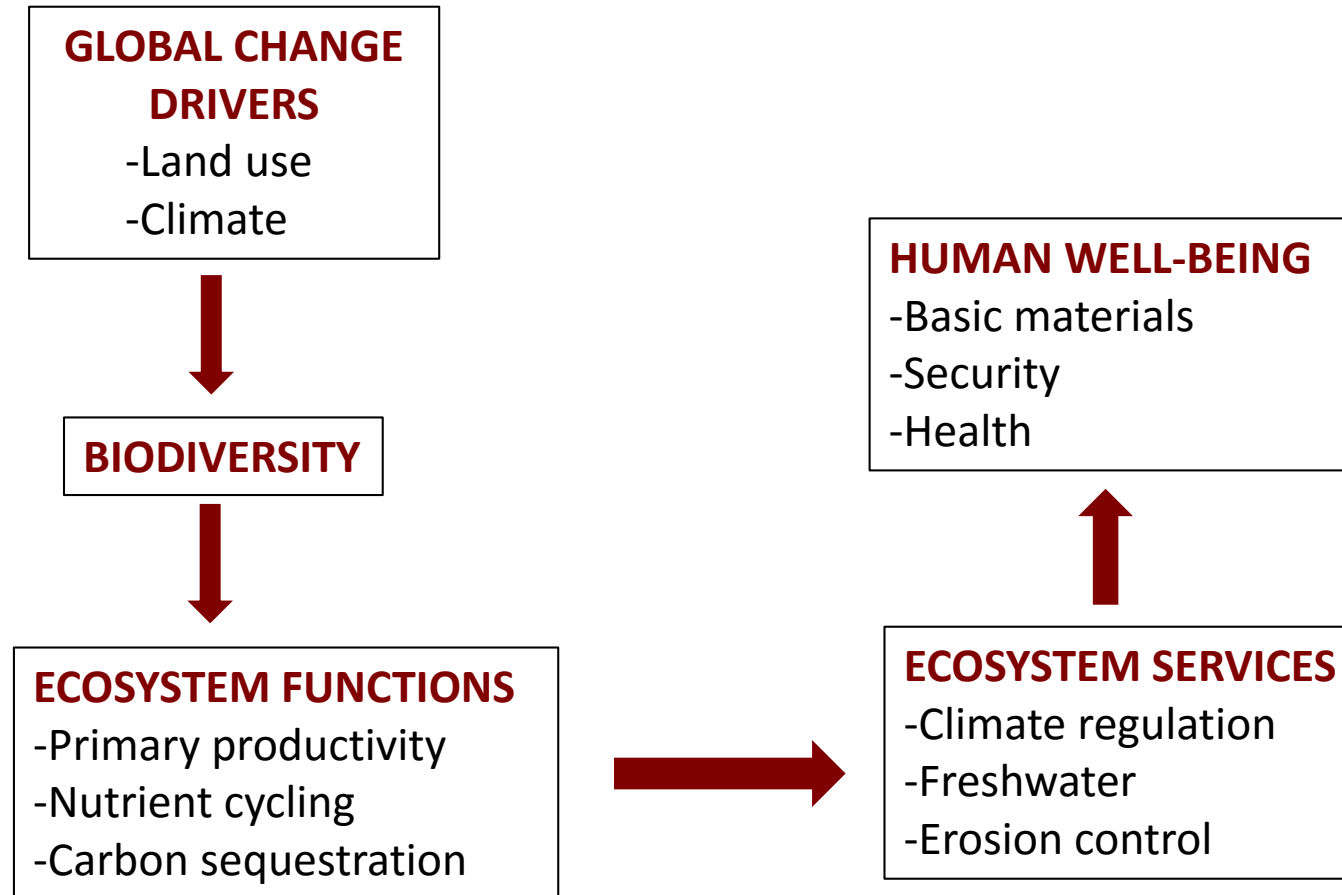 GLOBAL CHANGE
DRIVERS
-Land use
-Climate
BIODIVERSITY
ECOSYSTEM FUNCTIONS
-Primary productivity
-Nutrient cycling
-Carbon sequestration
ECOSYSTEM SERVICES
-Climate regulation
-Freshwater
-Erosion control
HUMAN WELL-BEING
-Basic materials
-Security
-Health